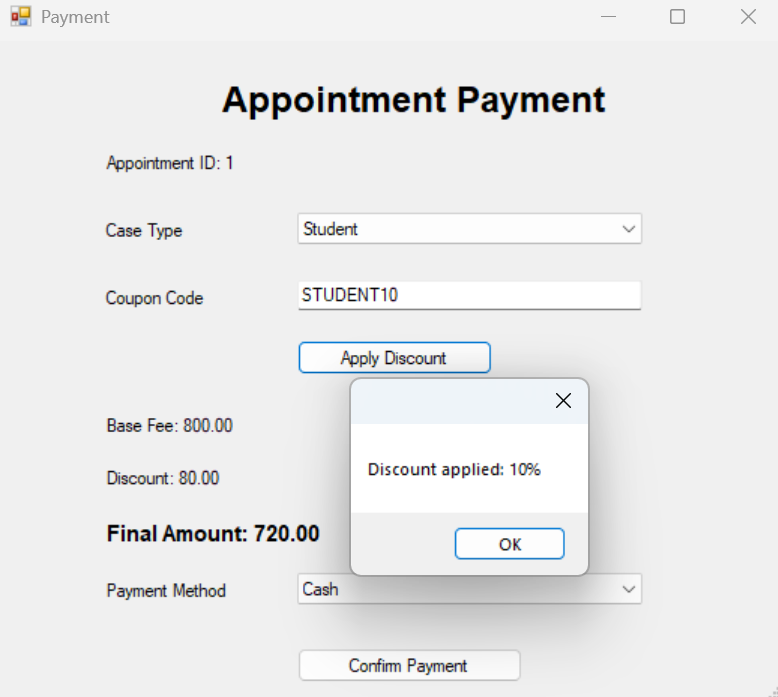 Payment
Appointment Payment
Appointment ID: 1
Case Type
Student
Coupon Code
STUDENT10
Apply Discount
Base Fee: 800.00
Discount applied: 10%
Discount: 80.00
Final Amount: 720.00
OK
Payment Method
Cash
Confirm Payment